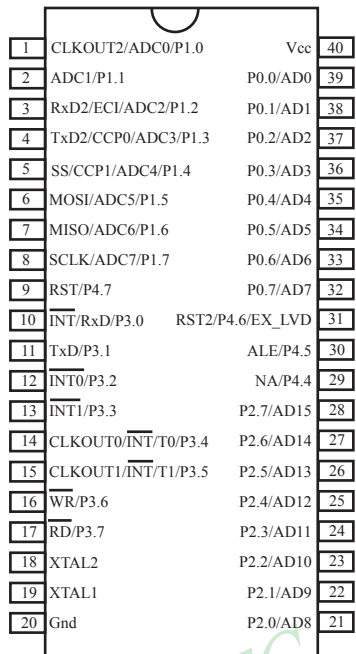 1 CLKOUT2/ADC0/P1.0 Vcc 40
2 ADC1/P1.1 P0.0/AD0 39
3 RxD2/ECI/ADC2/P1.2 P0.1/AD1 38
4 TxD2/CCP0/ADC3/P1.3 P0.2/AD2 37
5 SS/CCP1/ADC4/P1.4 P0.3/AD3 36
6 MOSI/ADC5/P1.5 P0.4/AD4 35
7 MISO/ADC6/P1.6 P0.5/AD5 34
8 SCLK/ADC7/P1.7 P0.6/AD6 33
9 RST/P4.7 P0.7/AD7 32
10 INT/RxD/P3.0 RST2/P4.6/EX_LVD 31
11 TxD/P3.1 ALE/P4.5 30
12 INT0/P3.2 NA/P4.4 29
13 INT1/P3.3 P2.7/AD15 28
14 CLKOUT0/INT/T0/P3.4 P2.6/AD14 27
15 CLKOUT1/INT/T1/P3.5 P2.5/AD13 26
16 WR/P3.6 P2.4/AD12 25
17 RD/P3.7 P2.3/AD11 24
18 XTAL2 P2.2/AD10 23
19 XTAL1 P2.1/AD9 22
20 Gnd P2.0/AD8 21